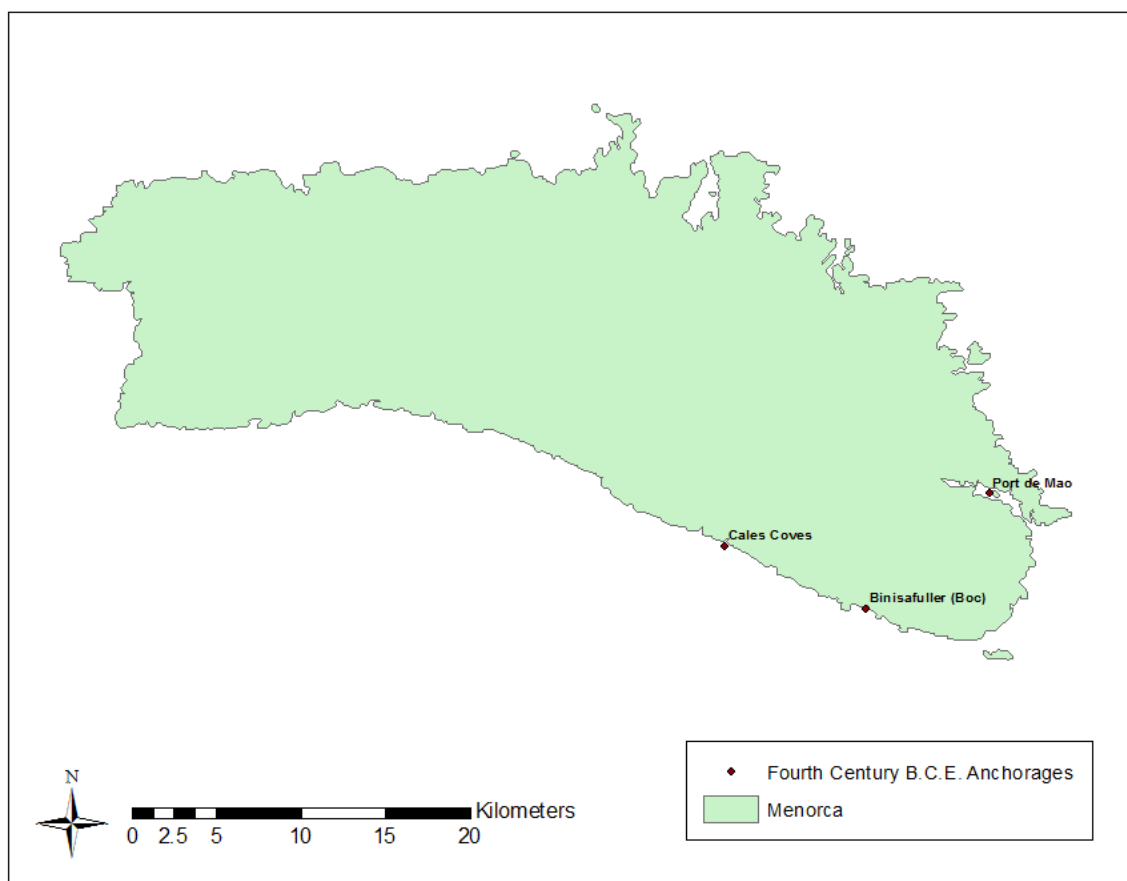 Port de Mao
Cales Coves
Binisafuller (Boc)
N
Kilometers
0 2.5 5 10 15 20
Fourth Century B.C.E. Anchorages
Menorca